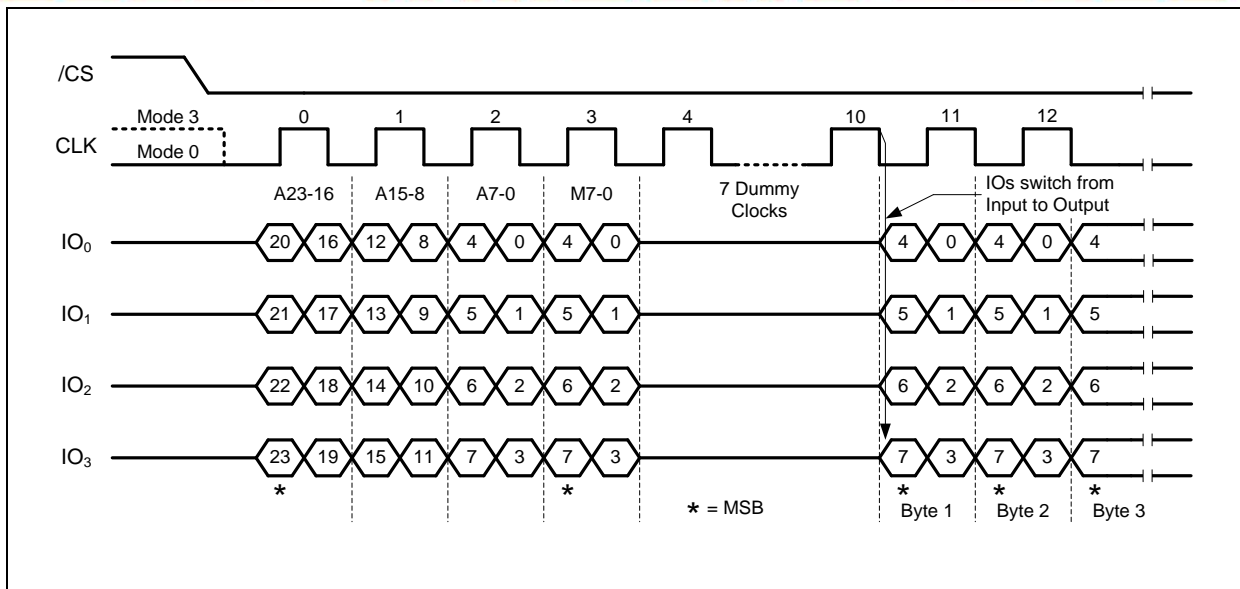 /CS
Mode 3
Mode 0
CLK
0 1 2 3 4 10 11 12
A23-16 A15-8 A7-0 M7-0
7 Dummy
Clocks
IOs switch from
Input to Output
IO0 20 16 12 8 4 0 4 0 4 0 4 0 4
IO1 21 17 13 9 5 1 5 1 5 1 5 1 5
IO2 22 18 14 10 6 2 6 2 6 2 6 2 6
IO3 23 19 15 11 7 3 7 3 7 3 7 3 7
* * * * *
* = MSB
Byte 1 Byte 2 Byte 3